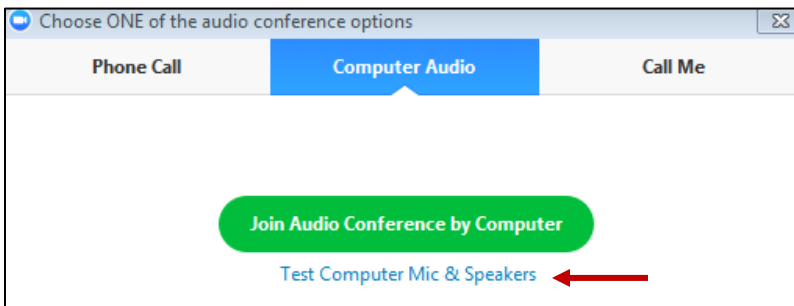 Choose ONE of the audio conference options
Phone Call
Computer Audio
Call Me
Join Audio Conference by Computer
Test Computer Mic & Speakers